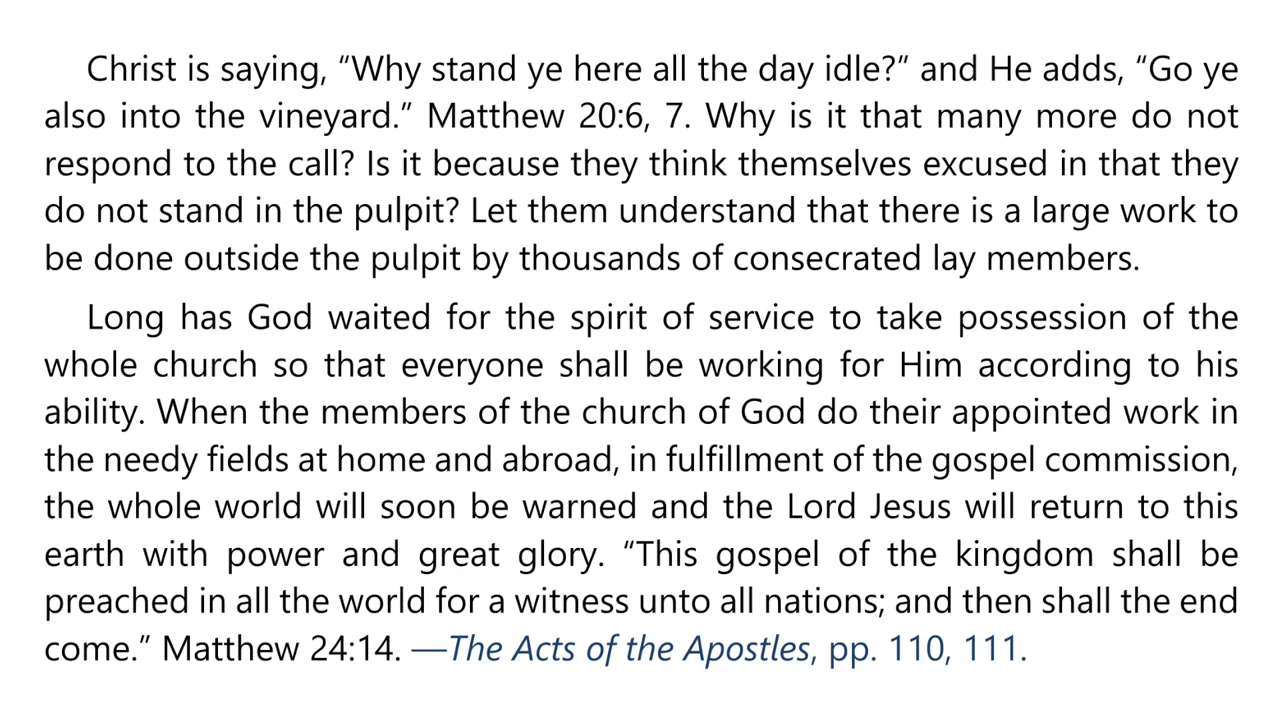 Christ is saying, “Why stand ye here all the day idle?” and He adds, “Go ye
also into the vineyard.” Matthew 20:6, 7. Why is it that many more do not
respond to the call? Is it because they think themselves excused in that they
do not stand in the pulpit? Let them understand that there is a large work to
be done outside the pulpit by thousands of consecrated lay members.
Long has God waited for the spirit of service to take possession of the
whole church so that everyone shall be working for Him according to his
ability. When the members of the church of God do their appointed work in
the needy fields at home and abroad, in fulfillment of the gospel commission,
the whole world will soon be warned and the Lord Jesus will return to this
earth with power and great glory. “This gospel of the kingdom shall be
preached in all the world for a witness unto all nations; and then shall the end
come.” Matthew 24:14. —The Acts of the Apostles, pp. 110, 111.